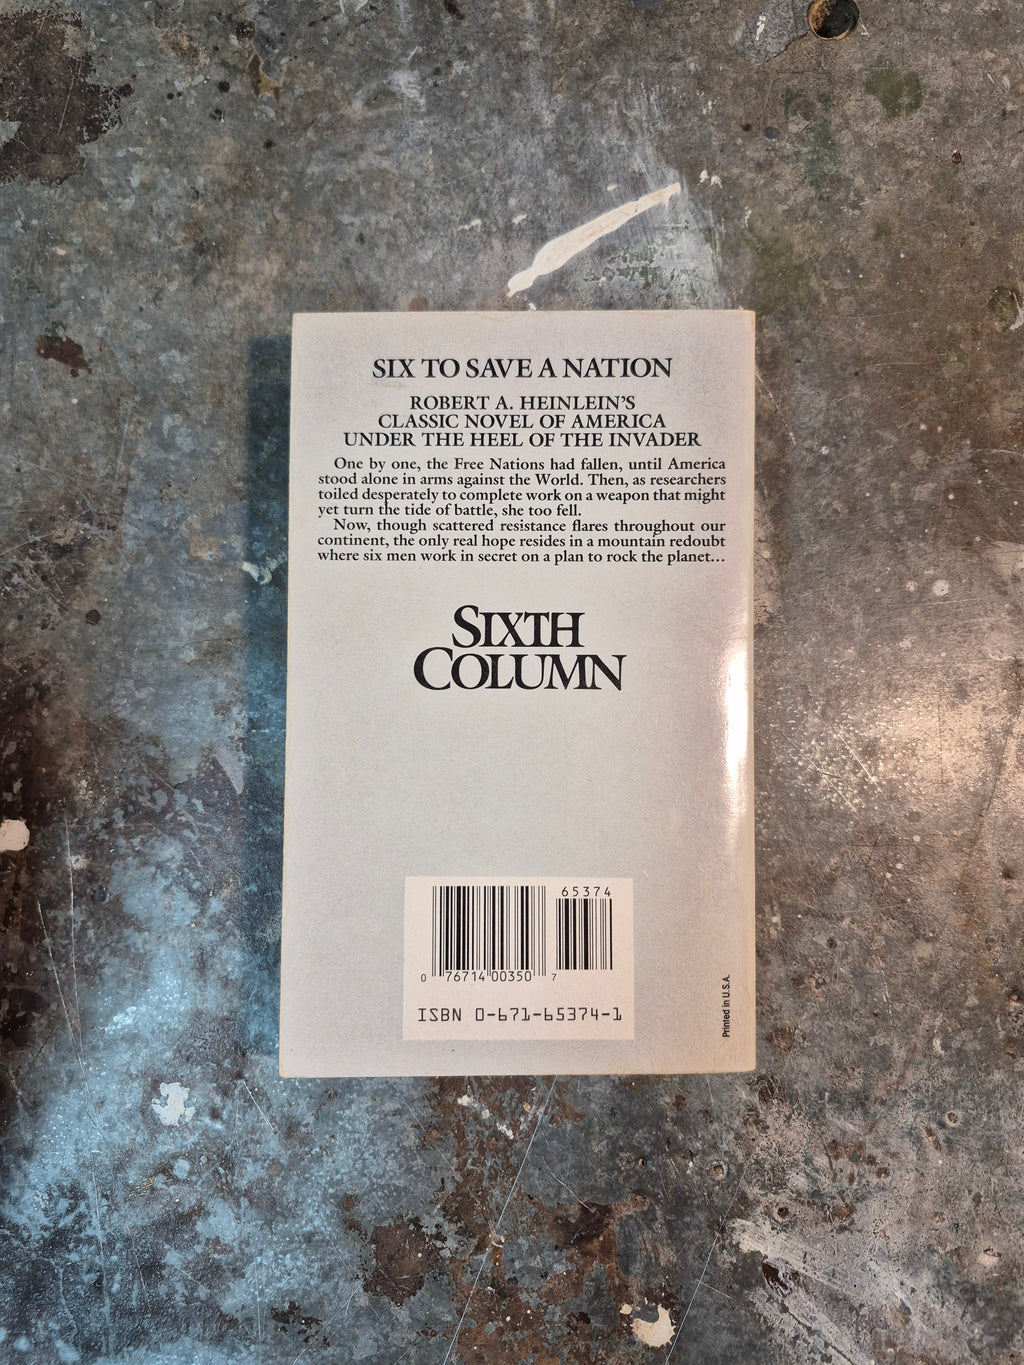 SIX TO SAVE A NATION
ROBERT A. HEINLEIN'S
CLASSIC NOVEL OF AMERICA
UNDER THE HEEL OF THE INVADER
One by one, the Free Nations had fallen, until America
stood alone in arms against the World. Then, as researchers
toiled desperately to complete work on a weapon that might
yet turn the tide of battle, she too fell.
Now, though scattered resistance flares throughout our
continent, the only real hope resides in a mountain redoubt
where six men work in secret on a plan to rock the planet...
SIXTH
COLUMN
65374
0 76714 00350 7
ISBN 0-671-65374-1
Printed in U.S.A.